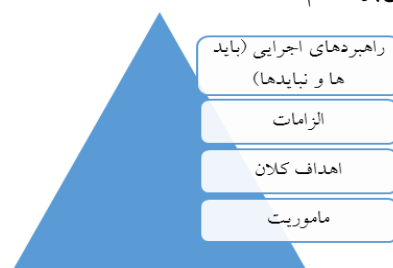 راهبردهای اجرایی (باید
ها و نبایدها)
الزامات
اهداف کلان
ماموریت